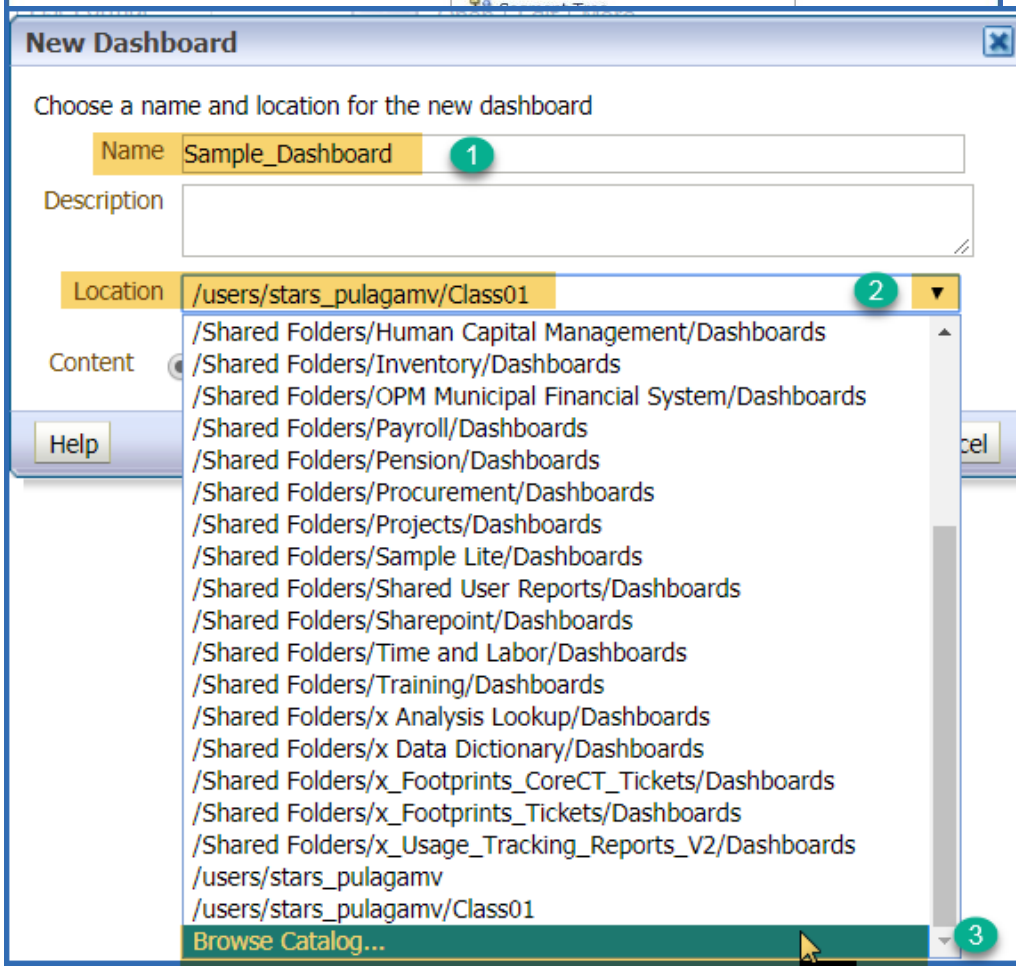 New Dashboard
Choose a name and location for the new dashboard
Name Sample_Dashboard 1
Description
Location /users/stars_pulagamv/Class01 2
/Shared Folders/Human Capital Management/Dashboards
Content /Shared Folders/Inventory/Dashboards
/Shared Folders/OPM Municipal Financial System/Dashboards
/Shared Folders/Payroll/Dashboards
Help /Shared Folders/Pension/Dashboards cel
/Shared Folders/Procurement/Dashboards
/Shared Folders/Projects/Dashboards
/Shared Folders/Sample Lite/Dashboards
/Shared Folders/Shared User Reports/Dashboards
/Shared Folders/Sharepoint/Dashboards
/Shared Folders/Time and Labor/Dashboards
/Shared Folders/Training/Dashboards
/Shared Folders/x Analysis Lookup/Dashboards
/Shared Folders/x Data Dictionary/Dashboards
/Shared Folders/x_Footprints_CoreCT_Tickets/Dashboards
/Shared Folders/x_Footprints_Tickets/Dashboards
/Shared Folders/x_Usage_Tracking_Reports_V2/Dashboards
/users/stars_pulagamv
/users/stars_pulagamv/Class01
Browse Catalog... 3